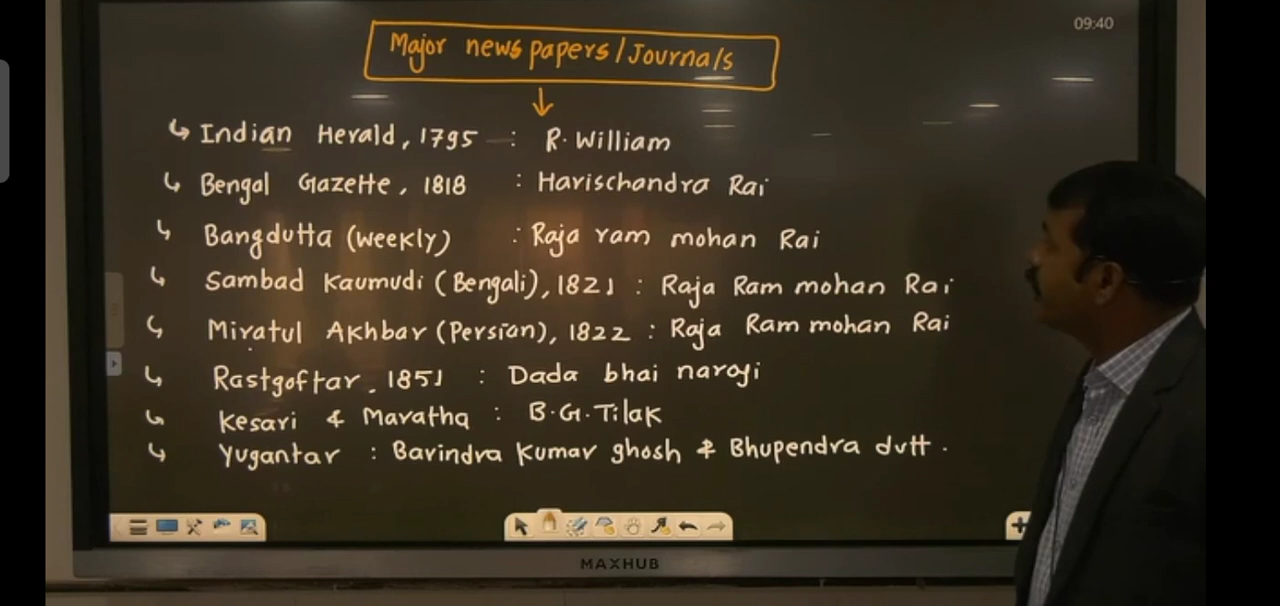 09:40
Major news papers/Journals
↳ Indian Herald, 1795 : R. William
↳ Bengal Gazette, 1818 : Harischandra Rai
↳ Bangdutta (weekly) : Raja ram mohan Rai
↳ Sambad Kaumudi (Bengali), 1821 : Raja Ram mohan Rai
↳ Miratul Akhbar (Persian), 1822 : Raja Ram mohan Rai
↳ Rastgoftar, 1851 : Dada bhai naroji
↳ Kesari & Maratha : B.G.Tilak
↳ Yugantar : Barindra Kumar ghosh & Bhupendra dutt.
MAXHUB